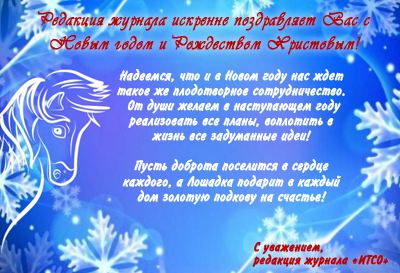 Редакция журнала искренне поздравляет Вас с
Новым годом и Рождеством Христовым!
Надеемся, что и в Новом году нас ждет
такое же плодотворное сотрудничество.
От души желаем в наступающем году
реализовать все планы, воплотить в
жизнь все задуманные идеи!
Пусть доброта поселится в сердце
каждого, а Лошадка подарит в каждый
дом золотую подкову на счастье!
С уважением,
редакция журнала «ИТСО»